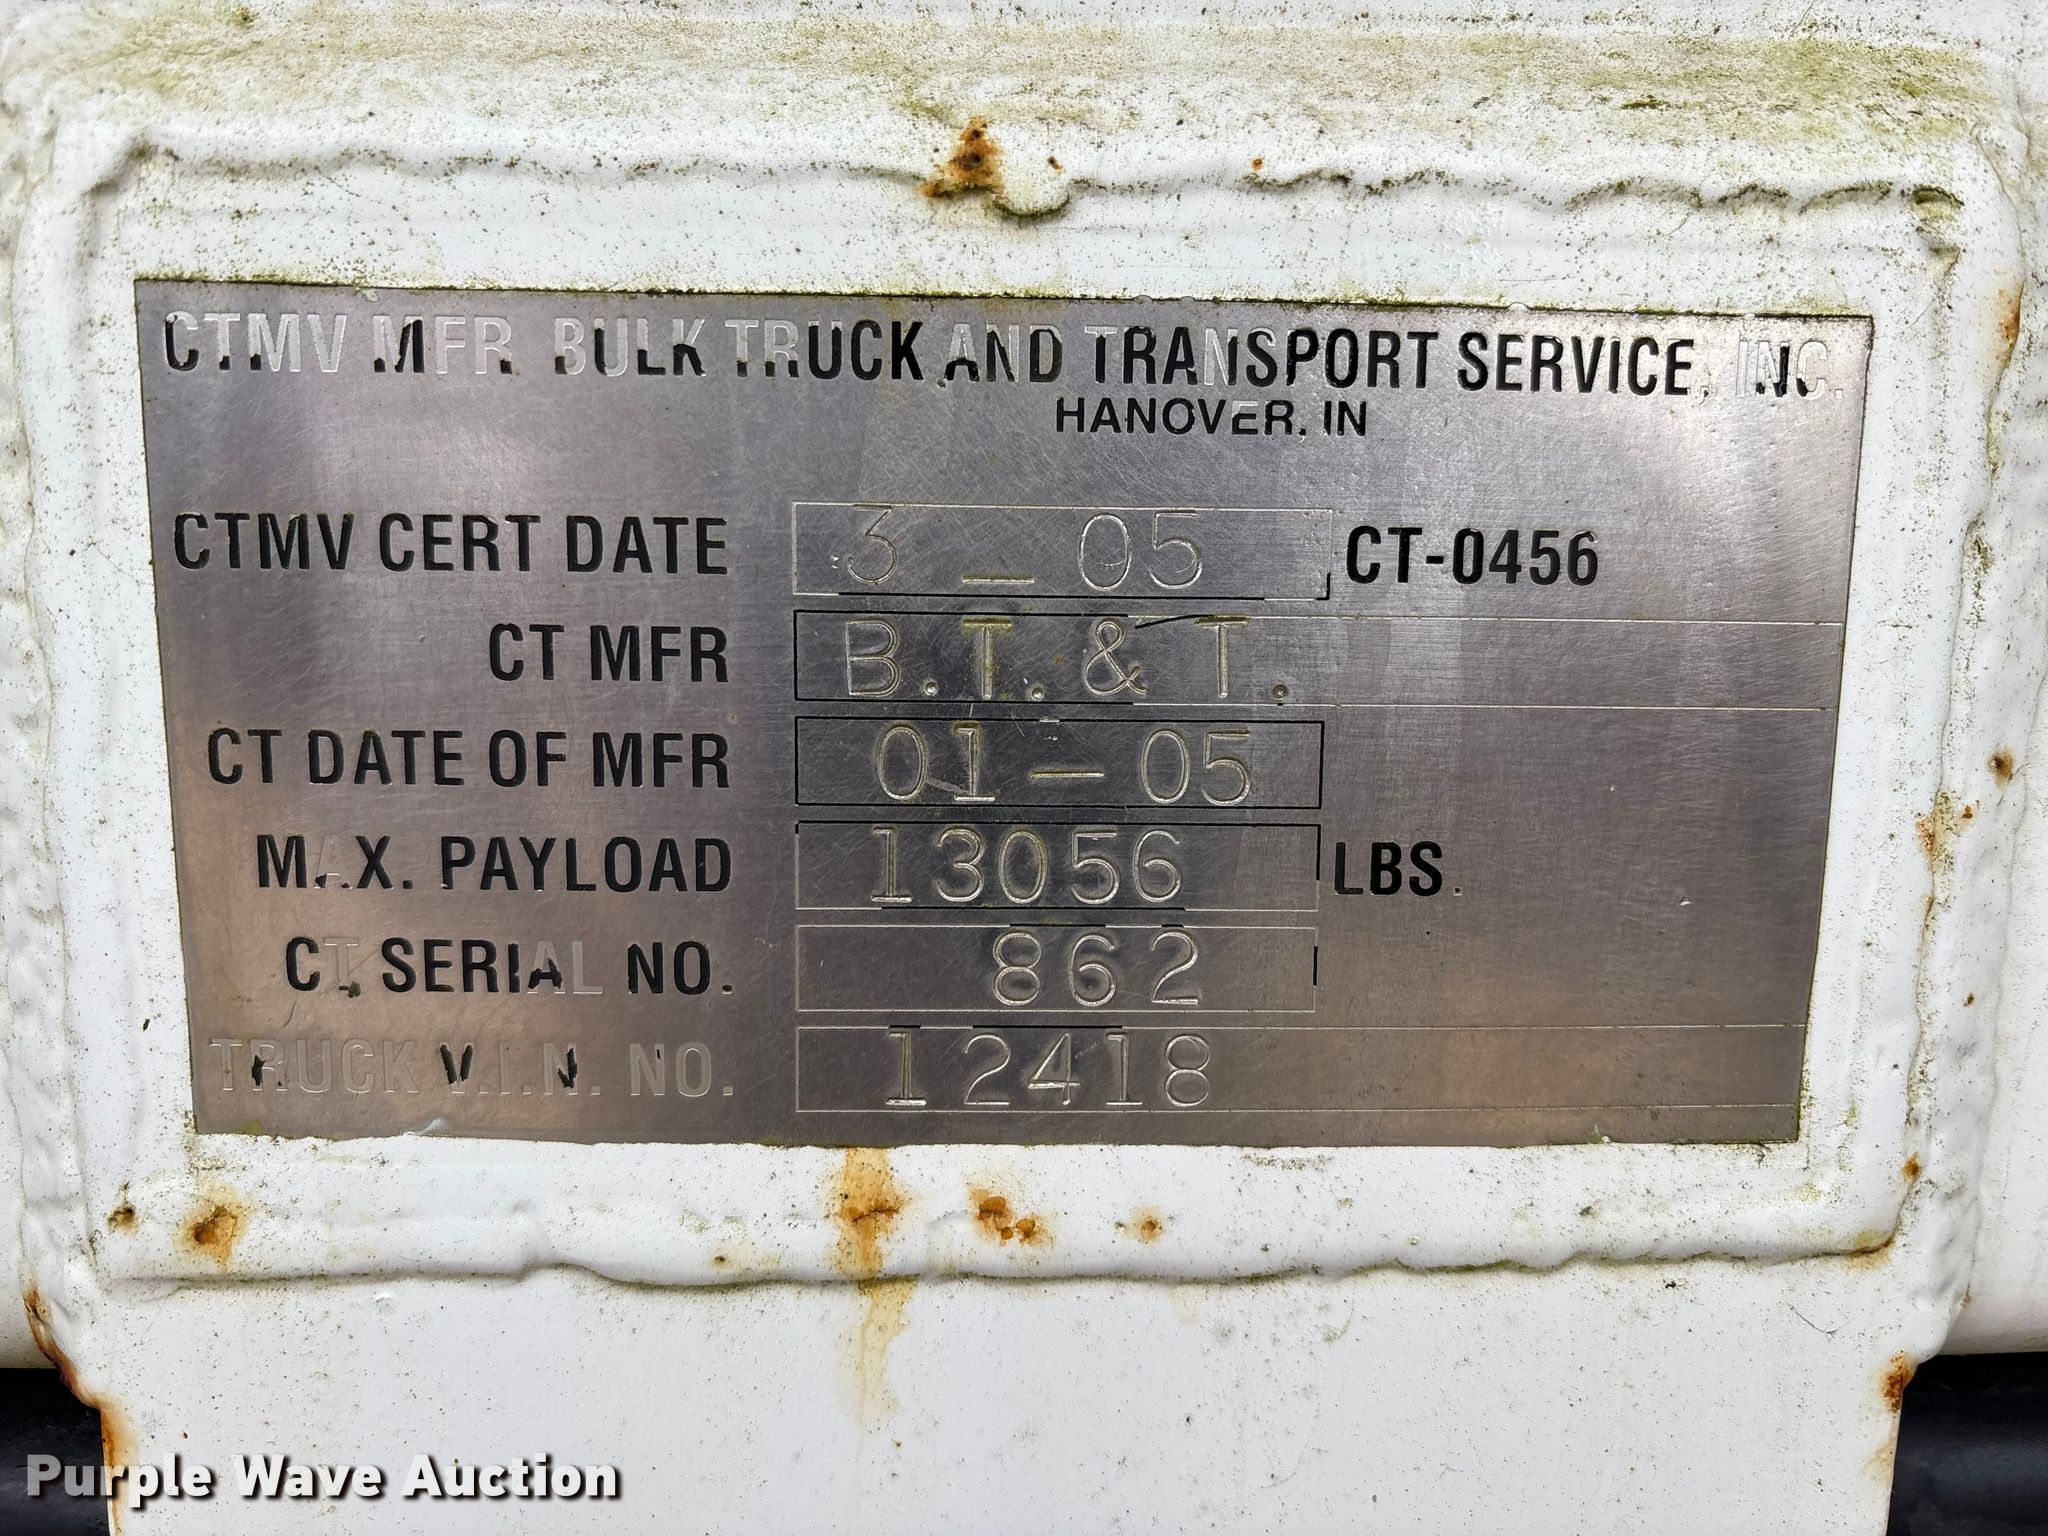 CTMV MFR. BULK TRUCK AND TRANSPORT SERVICE, INC.
HANOVER, IN
CTMV CERT DATE 3 - 05 CT-0456
CT MFR B.T.&T.
CT DATE OF MFR 01-05
MAX. PAYLOAD 13056 LBS.
CT SERIAL NO. 862
TRUCK V.I.N. NO. 12418
Purple Wave Auction